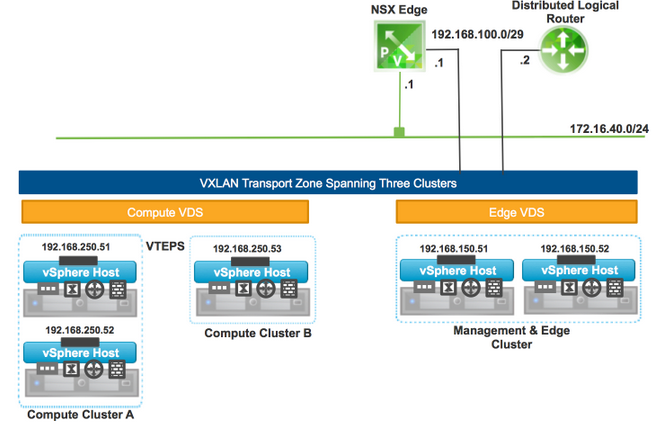 NSX Edge
Distributed Logical
Router
192.168.100.0/29
P
V
.1
.2
.1
172.16.40.0/24
VXLAN Transport Zone Spanning Three Clusters
Compute VDS
Edge VDS
192.168.250.51
VTEPS
192.168.250.53
192.168.150.51
192.168.150.52
vSphere Host
vSphere Host
vSphere Host
vSphere Host
192.168.250.52
Compute Cluster B
Management & Edge
Cluster
vSphere Host
Compute Cluster A